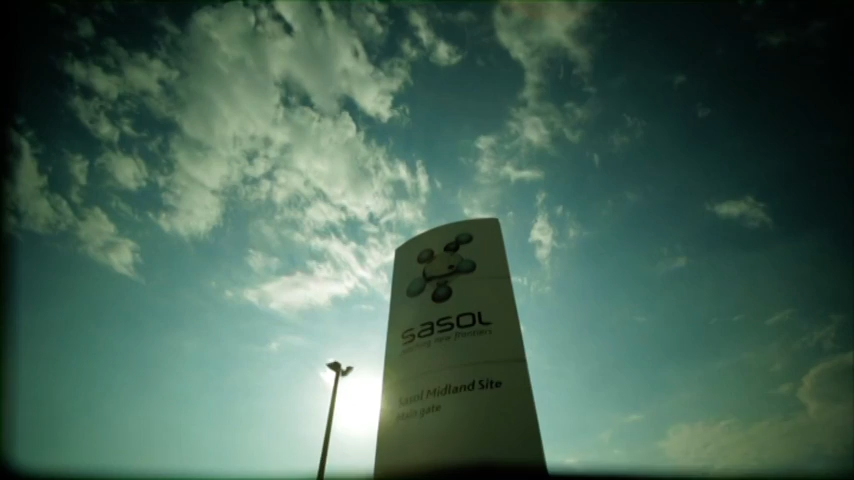 sasol
reaching new frontiers
Sasol Midland Site
Main gate